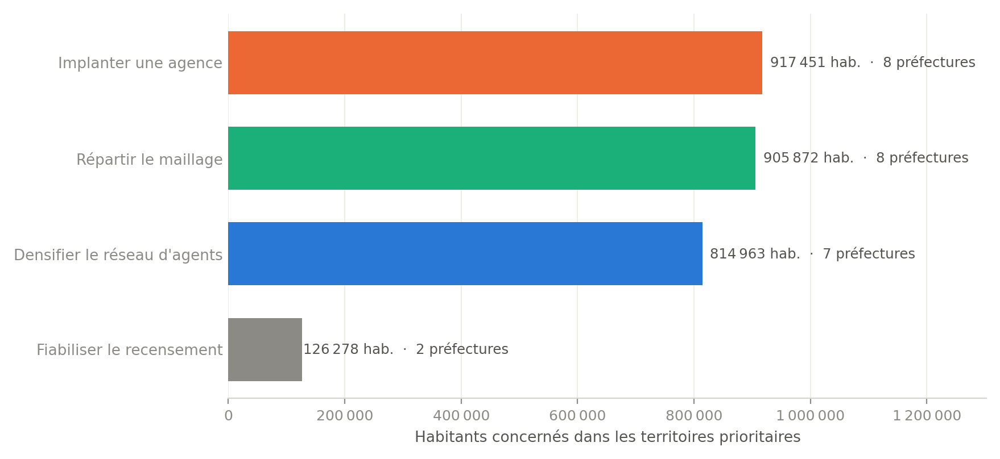 Implanter une agence
917 451 hab. · 8 préfectures
Répartir le maillage
905 872 hab. · 8 préfectures
Densifier le réseau d'agents
814 963 hab. · 7 préfectures
Fiabiliser le recensement
126 278 hab. · 2 préfectures
0 200 000 400 000 600 000 800 000 1 000 000 1 200 000
Habitants concernés dans les territoires prioritaires